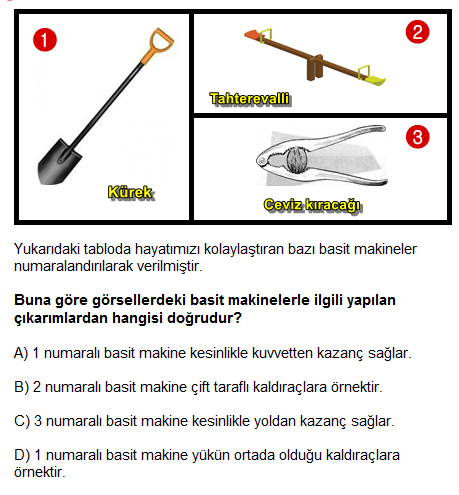 1
2
Tahterevalli
3
Kürek
Ceviz kıracağı
Yukarıdaki tabloda hayatımızı kolaylaştıran bazı basit makineler
numaralandırılarak verilmiştir.
Buna göre görsellerdeki basit makinelerle ilgili yapılan
çıkarımlardan hangisi doğrudur?
A) 1 numaralı basit makine kesinlikle kuvvetten kazanç sağlar.
B) 2 numaralı basit makine çift taraflı kaldıraçlara örnektir.
C) 3 numaralı basit makine kesinlikle yoldan kazanç sağlar.
D) 1 numaralı basit makine yükün ortada olduğu kaldıraçlara
örnektir.